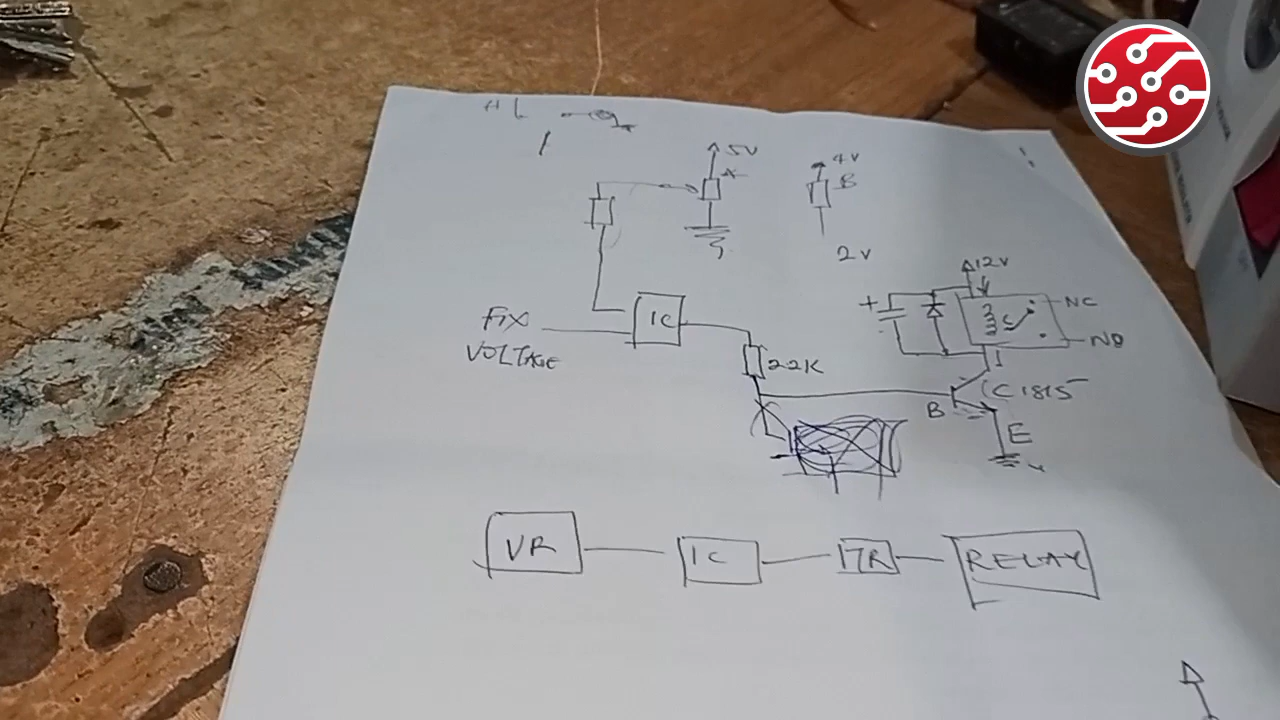 5V
4V
B
2V
12V
+
NC
NO
FIX
VOLTAGE
IC
22K
C1815
B
E
VR
IC
TR
RELAY